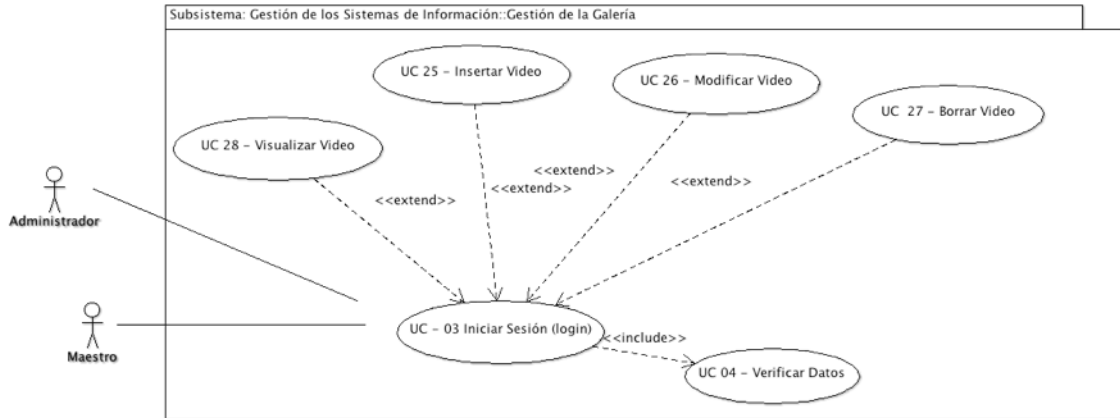 Subsistema: Gestión de los Sistemas de Información::Gestión de la Galería
UC 25 - Insertar Video
UC 26 - Modificar Video
UC 27 - Borrar Video
UC 28 - Visualizar Video
<<extend>>
<<extend>>
<<extend>>
<<extend>>
Administrador
Maestro
UC - 03 Iniciar Sesión (login)
<<include>>
UC 04 - Verificar Datos